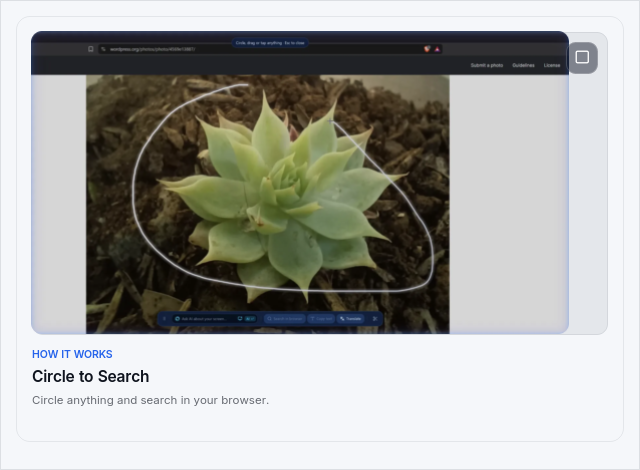 Circle, drag or tap anything · Esc to close
Submit a photo Guidelines License
Translate
HOW IT WORKS
Circle to Search
Circle anything and search in your browser.